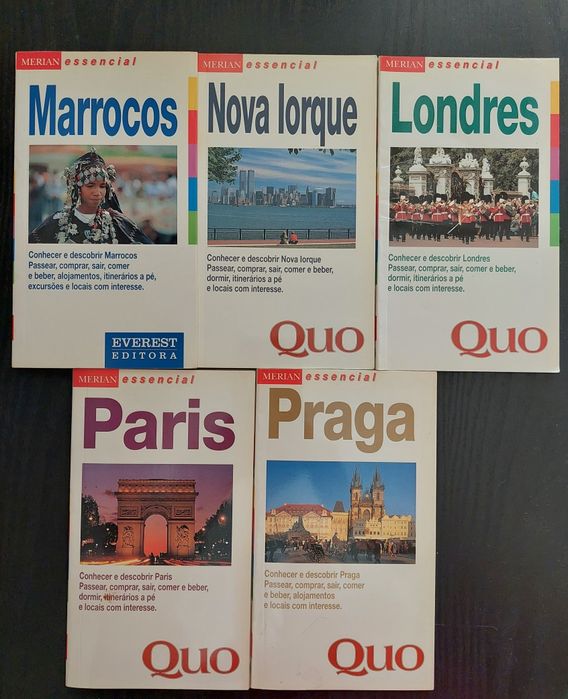 MERIAN essencial
Marrocos
Conhecer e descobrir Marrocos
Passear, comprar, sair, comer
e beber, alojamentos, itinerários a pé,
excursões e locais com interesse.
EVEREST
EDITORA
MERIAN essencial
Nova Iorque
Conhecer e descobrir Nova Iorque
Passear, comprar, sair, comer e beber,
dormir, itinerários a pé
e locais com interesse.
Quo
MERIAN essencial
Londres
Conhecer e descobrir Londres
Passear, comprar, sair, comer e beber,
dormir, itinerários a pé
e locais com interesse.
Quo
MERIAN essencial
Paris
Conhecer e descobrir Paris
Passear, comprar, sair, comer e beber,
dormir, itinerários a pé
e locais com interesse.
Quo
MERIAN essencial
Praga
Conhecer e descobrir Praga
Passear, comprar, sair, comer
e beber, alojamentos
e locais com interesse.
Quo